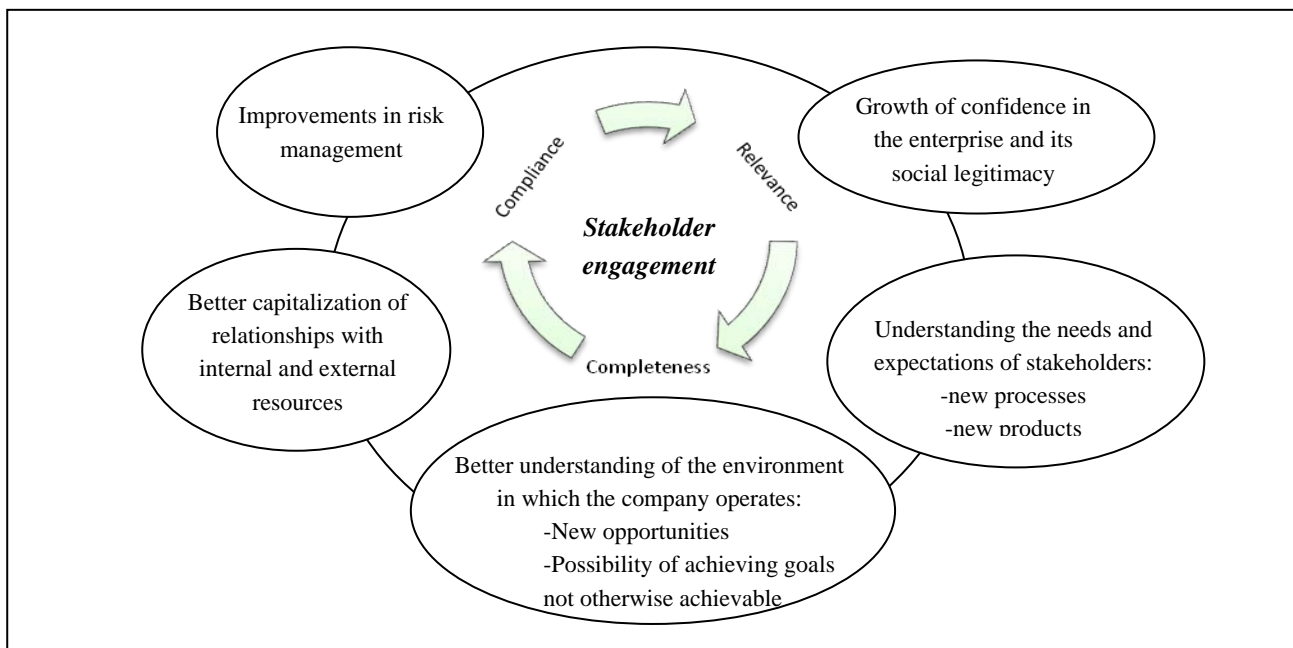 Improvements in risk
management
Growth of confidence in
the enterprise and its
social legitimacy
Compliance
Relevance
Stakeholder
engagement
Completeness
Better capitalization of
relationships with
internal and external
resources
Understanding the needs and
expectations of stakeholders:
-new processes
-new products
Better understanding of the environment
in which the company operates:
-New opportunities
-Possibility of achieving goals
not otherwise achievable